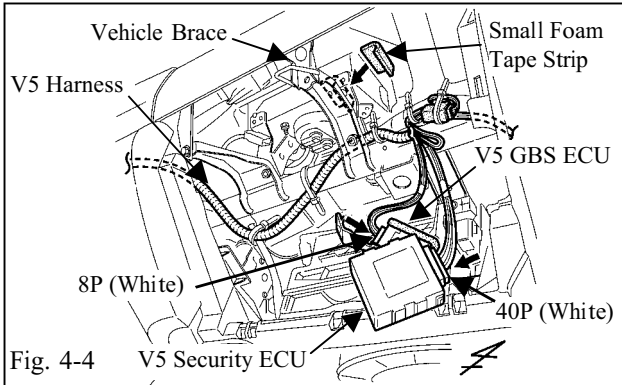 Vehicle Brace
Small Foam
Tape Strip
V5 Harness
V5 GBS ECU
8P (White)
40P (White)
V5 Security ECU
Fig. 4-4